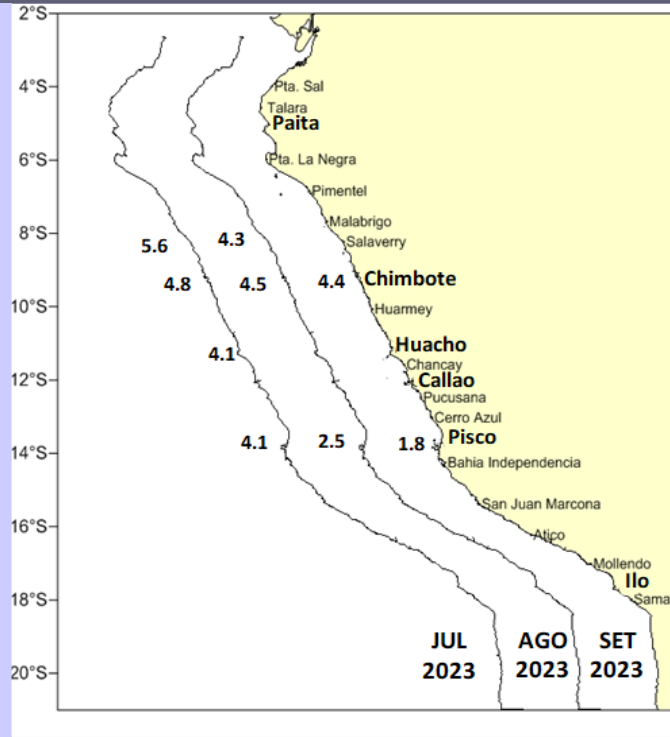 2°S
4°S
Pta. Sal
Talara
Paita
6°S
Pta. La Negra
Pimentel
Malabrigo
8°S
5.6
4.3
Salaverry
4.8
4.5
4.4
Chimbote
10°S
Huarmey
4.1
Huacho
Chancay
12°S
Callao
Pucusana
Cerro Azul
4.1
2.5
1.8
Pisco
14°S
Bahia Independencia
San Juan Marcona
16°S
Atico
Mollendo
Ilo
18°S
Sama
JUL
2023
AGO
2023
SET
2023
20°S